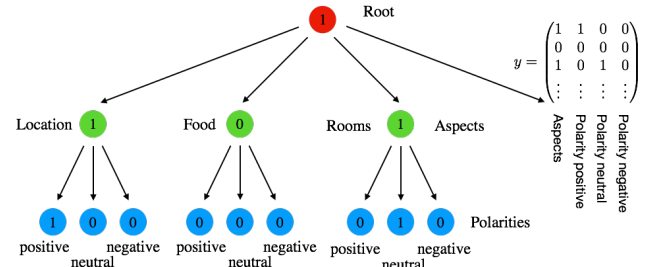 Root
1
y =
1 1 0 0
0 0 0 0
1 0 1 0
⋯ ⋯ ⋯ ⋯
Aspects
Polarity positive
Polarity neutral
Polarity negative
Location 1
Food 0
Rooms 1 Aspects
1 0 0
0 0 0
0 1 0
Polarities
positive negative
neutral
positive negative
neutral
positive negative
neutral